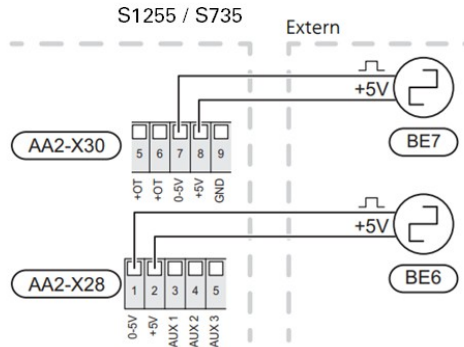 S1255 / S735
Extern
+5V
BE7
AA2-X30
5 6 7 8 9
+OT +OT 0-5V +5V GND
+5V
BE6
AA2-X28
1 2 3 4 5
0-5V +5V AUX 1 AUX 2 AUX 3